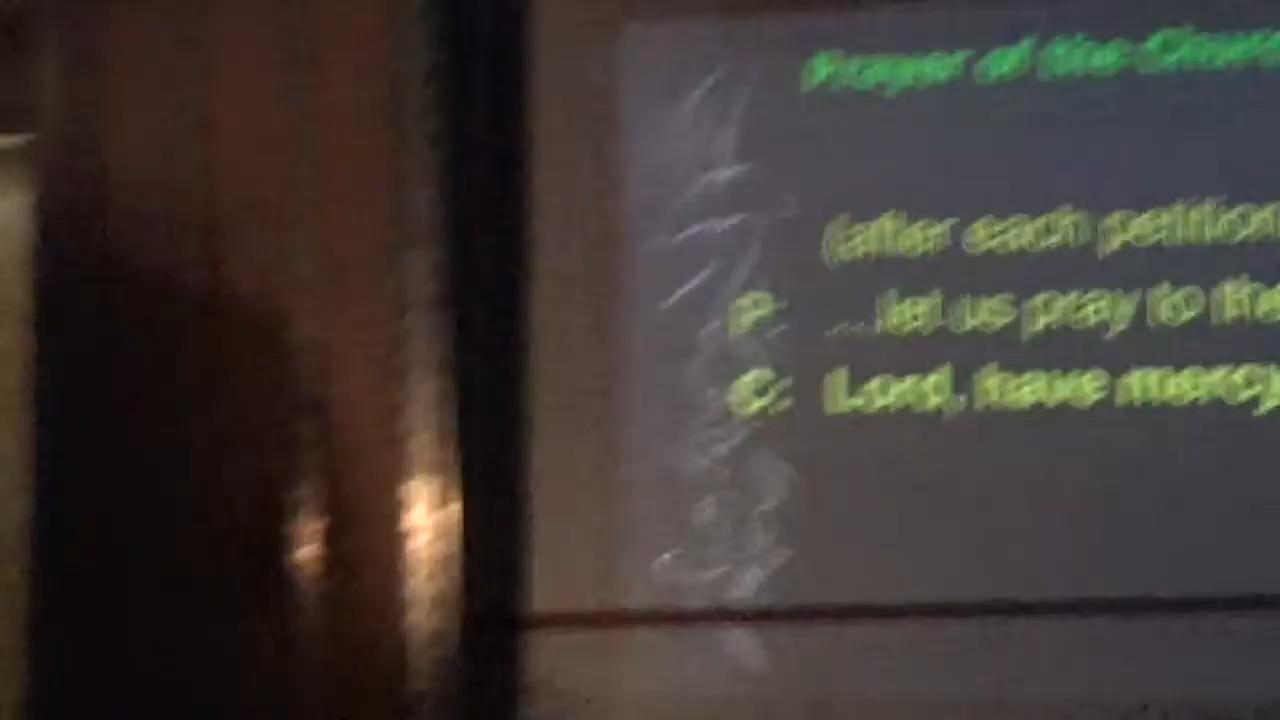 Prayer of the
(after each petition
P: ...let us pray to the
C: Lord, have mercy